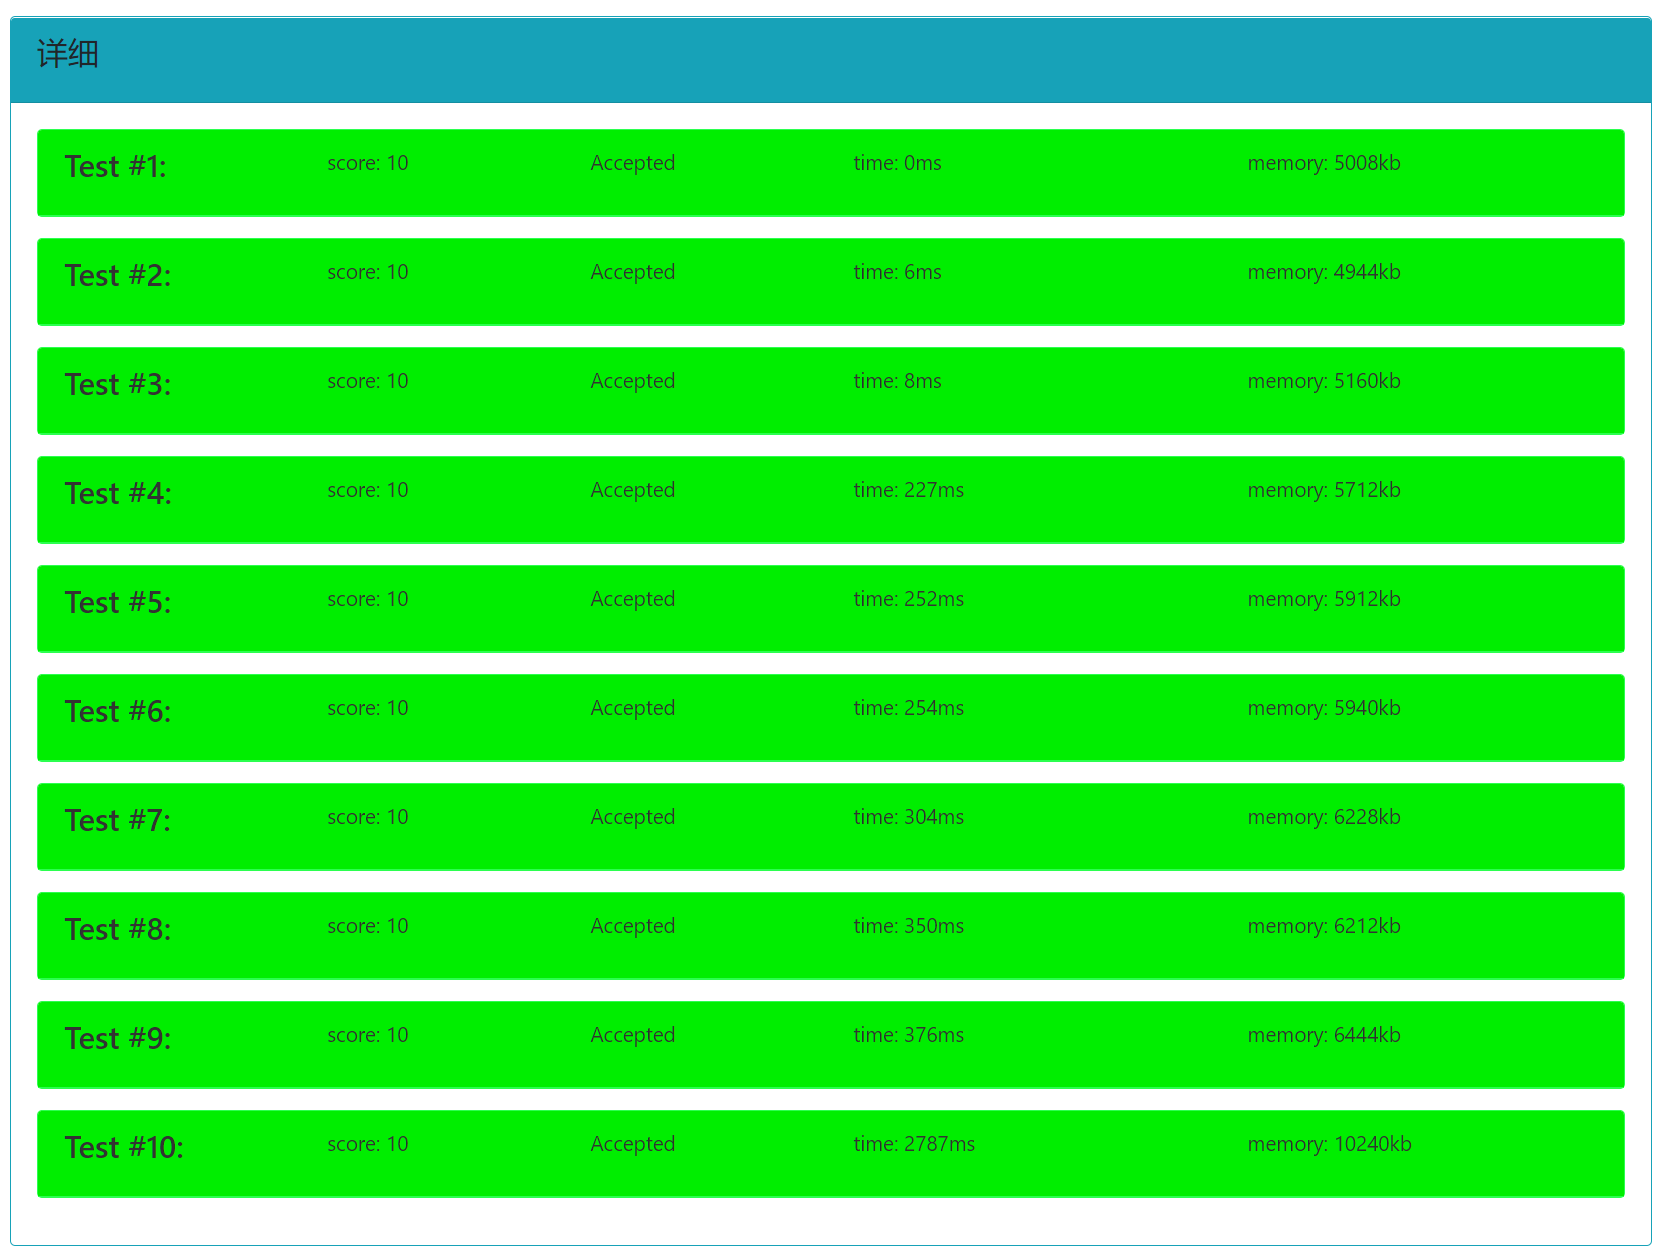 详细
Test #1: score: 10 Accepted time: 0ms memory: 5008kb
Test #2: score: 10 Accepted time: 6ms memory: 4944kb
Test #3: score: 10 Accepted time: 8ms memory: 5160kb
Test #4: score: 10 Accepted time: 227ms memory: 5712kb
Test #5: score: 10 Accepted time: 252ms memory: 5912kb
Test #6: score: 10 Accepted time: 254ms memory: 5940kb
Test #7: score: 10 Accepted time: 304ms memory: 6228kb
Test #8: score: 10 Accepted time: 350ms memory: 6212kb
Test #9: score: 10 Accepted time: 376ms memory: 6444kb
Test #10: score: 10 Accepted time: 2787ms memory: 10240kb